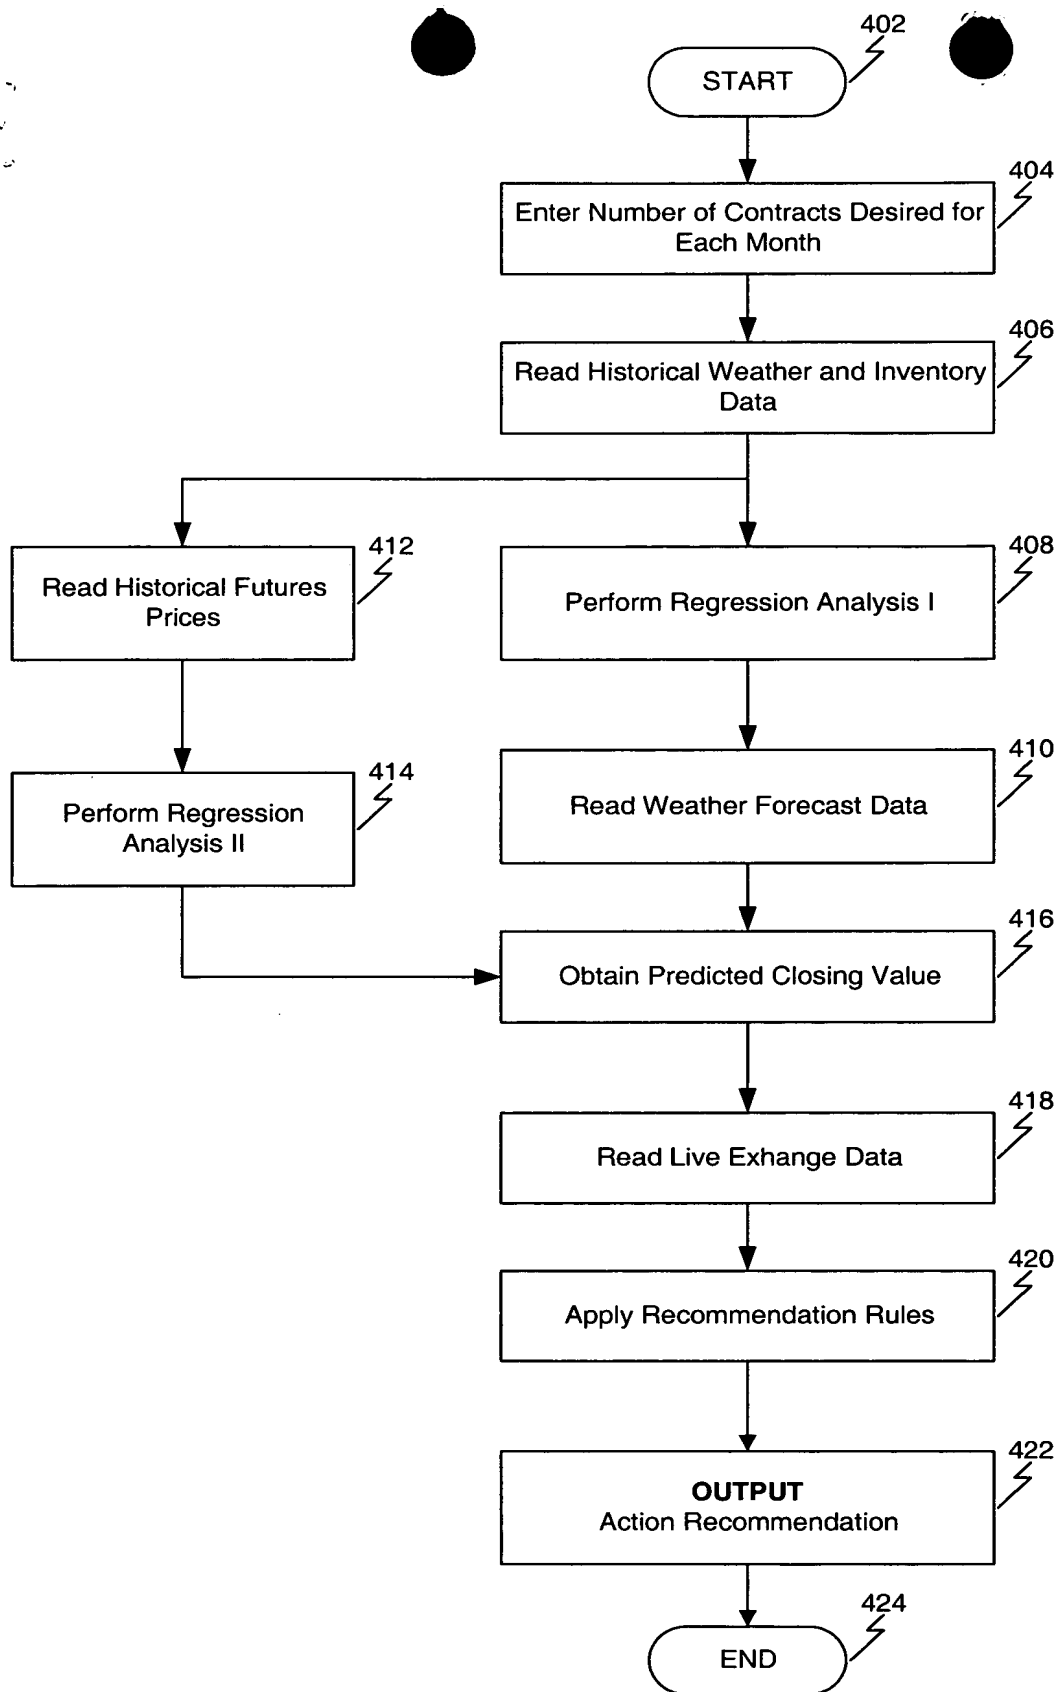 402
START
404
Enter Number of Contracts Desired for
Each Month
406
Read Historical Weather and Inventory
Data
412
Read Historical Futures
Prices
408
Perform Regression Analysis I
410
Read Weather Forecast Data
414
Perform Regression
Analysis II
416
Obtain Predicted Closing Value
418
Read Live Exhange Data
420
Apply Recommendation Rules
422
OUTPUT
Action Recommendation
424
END